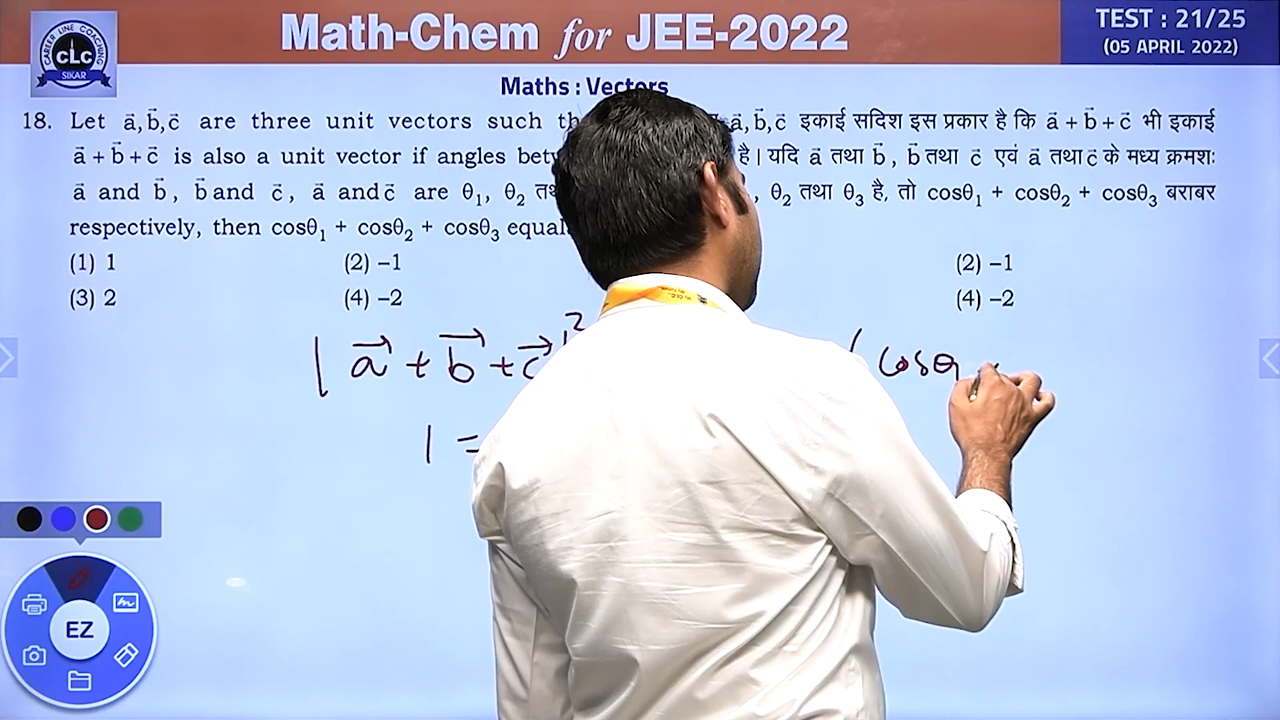 CAREER LINE COACHING
CLC
SIKAR
Math-Chem for JEE-2022
TEST : 21/25
(05 APRIL 2022)
Maths : Vectors
18. Let a⃗, b⃗, c⃗ are three unit vectors such
a⃗ + b⃗ + c⃗ is also a unit vector if angles
a⃗ and b⃗, b⃗ and c⃗, a⃗ and c⃗ are θ₁, θ₂
respectively, then cosθ₁ + cosθ₂ + cosθ₃
(1) 1 (2) –1
(3) 2 (4) –2
a⃗, b⃗, c⃗ इकाई सदिश इस प्रकार है कि a⃗ + b⃗ + c⃗ भी इकाई
है। यदि a⃗ तथा b⃗, b⃗ तथा c⃗ एवं a⃗ तथा c⃗ के मध्य क्रमशः
, θ₂ तथा θ₃ है, तो cosθ₁ + cosθ₂ + cosθ₃ बराबर
(2) –1
(4) –2
| a⃗ + b⃗ + c⃗ |² ( cosθ₁
1 =
EZ